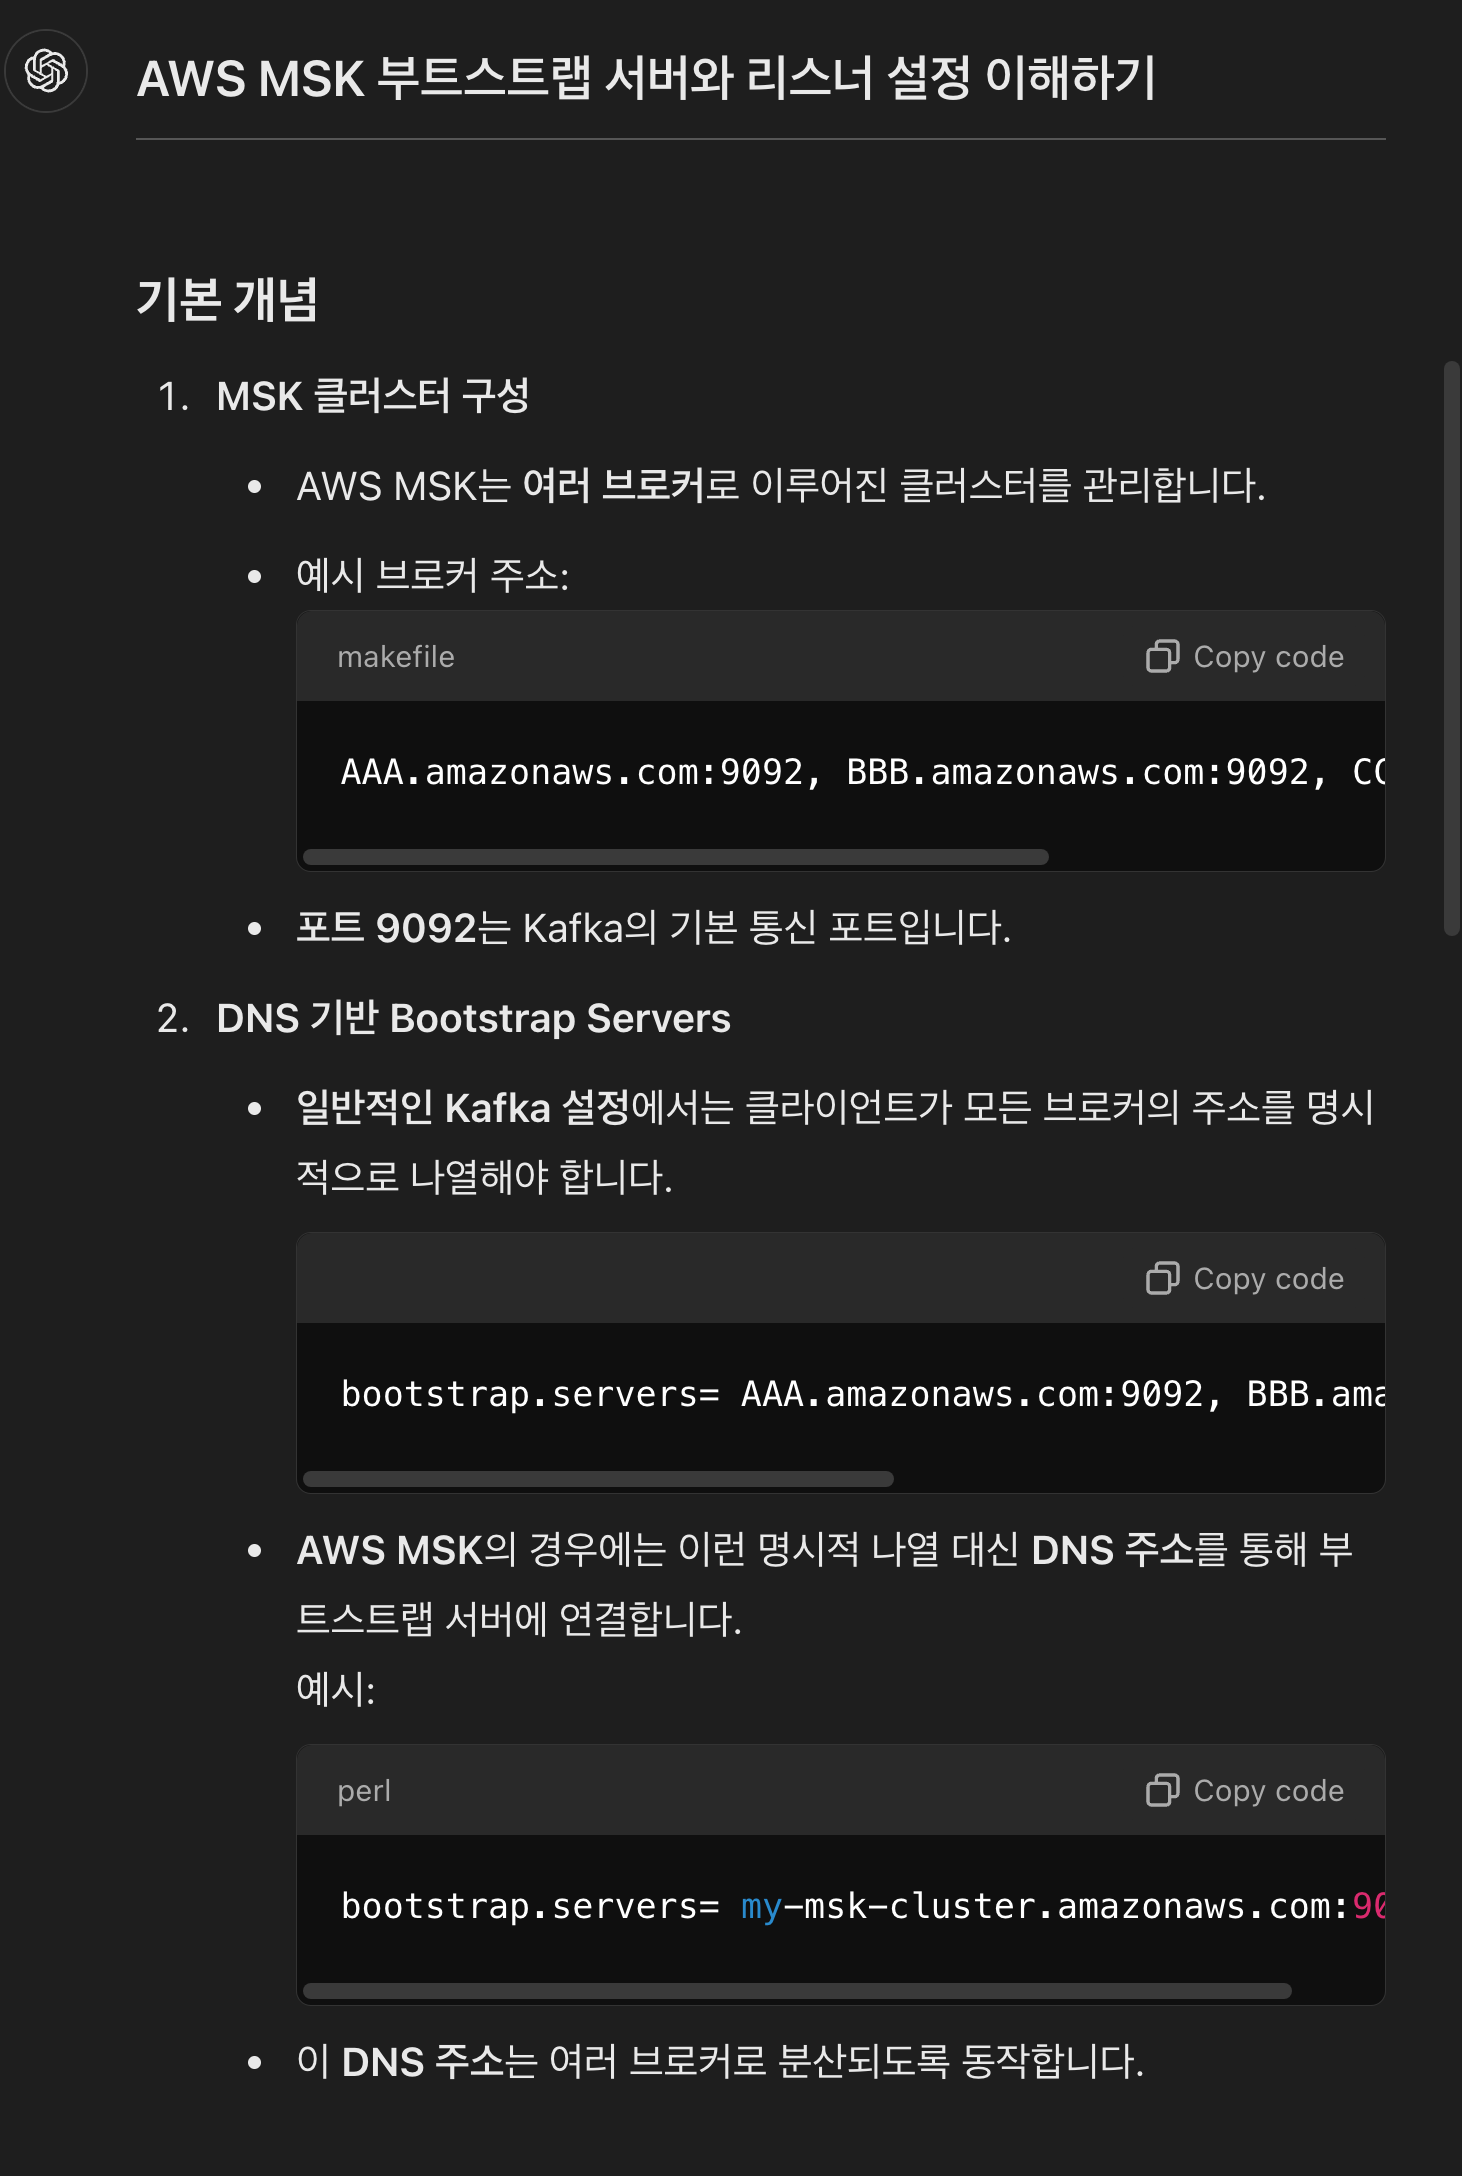 AWS MSK 부트스트랩 서버와 리스너 설정 이해하기
기본 개념
1. MSK 클러스터 구성
• AWS MSK는 여러 브로커로 이루어진 클러스터를 관리합니다.
• 예시 브로커 주소:
makefile
Copy code
AAA.amazonaws.com:9092, BBB.amazonaws.com:9092, CC
• 포트 9092는 Kafka의 기본 통신 포트입니다.
2. DNS 기반 Bootstrap Servers
• 일반적인 Kafka 설정에서는 클라이언트가 모든 브로커의 주소를 명시
적으로 나열해야 합니다.
Copy code
bootstrap.servers= AAA.amazonaws.com:9092, BBB.ama
• AWS MSK의 경우에는 이런 명시적 나열 대신 DNS 주소를 통해 부
트스트랩 서버에 연결합니다.
예시:
perl
Copy code
bootstrap.servers= my-msk-cluster.amazonaws.com:90
• 이 DNS 주소는 여러 브로커로 분산되도록 동작합니다.